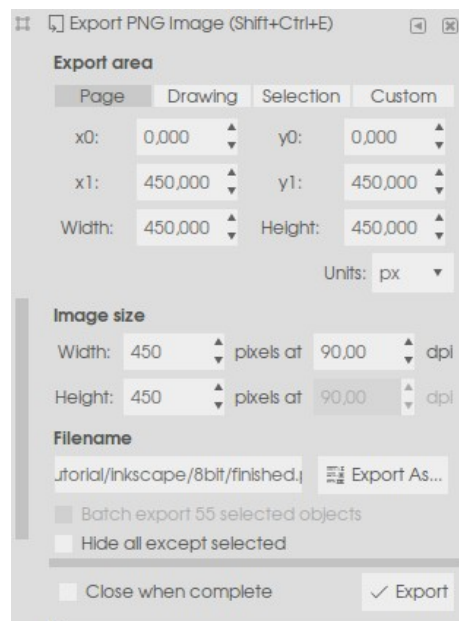 Export PNG Image (Shift+Ctrl+E)
Export area
Page Drawing Selection Custom
x0: 0,000 y0: 0,000
x1: 450,000 y1: 450,000
Width: 450,000 Height: 450,000
Units: px
Image size
Width: 450 pixels at 90,00 dpi
Height: 450 pixels at 90,00 dpi
Filename
utorial/inkscape/8bit/finished.p Export As...
Batch export 55 selected objects
Hide all except selected
Close when complete Export